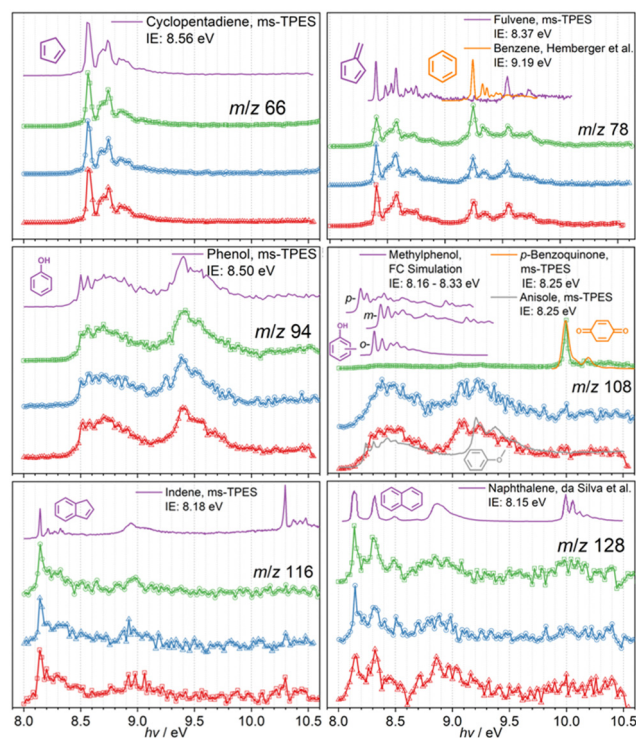 Cyclopentadiene, ms-TPES
IE: 8.56 eV
m/z 66
Fulvene, ms-TPES
IE: 8.37 eV
Benzene, Hemberger et al.
IE: 9.19 eV
m/z 78
OH
Phenol, ms-TPES
IE: 8.50 eV
m/z 94
Methylphenol,
FC Simulation
IE: 8.16 - 8.33 eV
p-Benzoquinone,
ms-TPES
IE: 8.25 eV
Anisole, ms-TPES
IE: 8.25 eV
p-
m-
OH
o-
O O
m/z 108
O
Indene, ms-TPES
IE: 8.18 eV
m/z 116
Naphthalene, da Silva et al.
IE: 8.15 eV
m/z 128
8.0 8.5 9.0 9.5 10.0 10.5
hv / eV
8.0 8.5 9.0 9.5 10.0 10.5
hv / eV